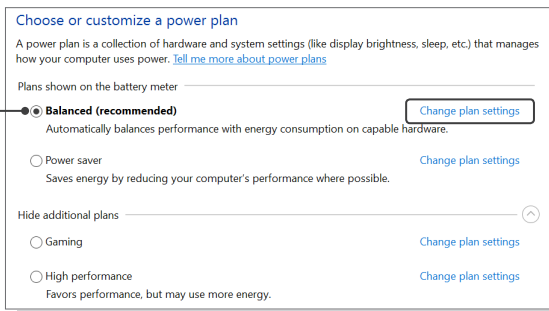 Choose or customize a power plan
A power plan is a collection of hardware and system settings (like display brightness, sleep, etc.) that manages
how your computer uses power. Tell me more about power plans
Plans shown on the battery meter
Balanced (recommended) Change plan settings
Automatically balances performance with energy consumption on capable hardware.
Power saver Change plan settings
Saves energy by reducing your computer's performance where possible.
Hide additional plans
Gaming Change plan settings
High performance Change plan settings
Favors performance, but may use more energy.